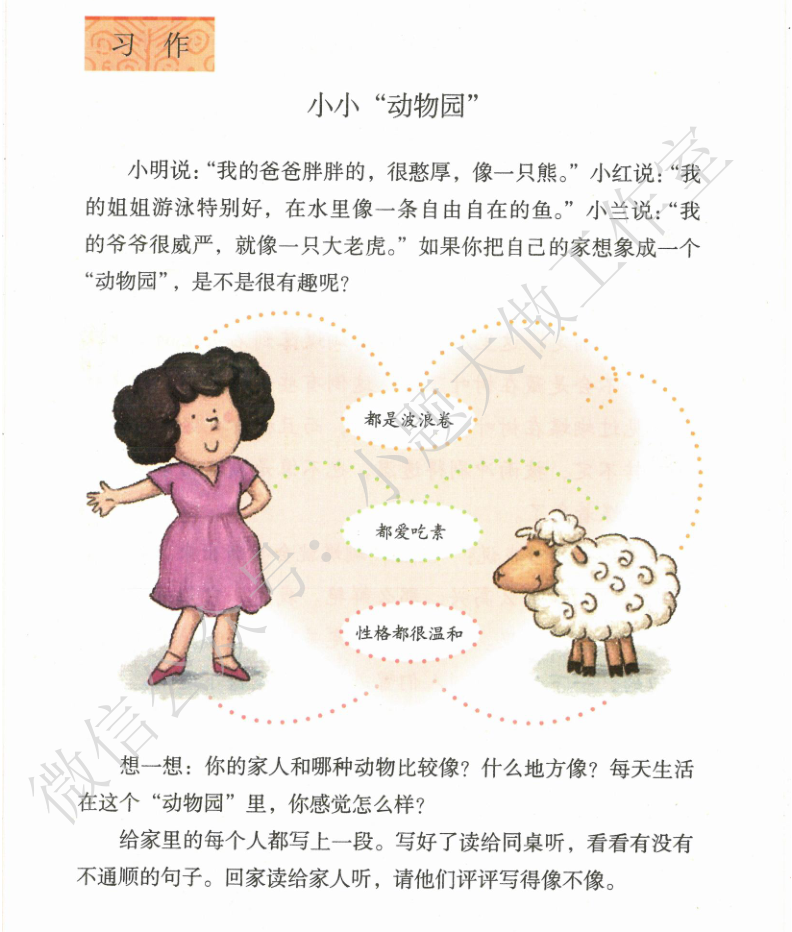 习 作
小小“动物园”
小明说：“我的爸爸胖胖的，很憨厚，像一只熊。”小红说：“我
的姐姐游泳特别好，在水里像一条自由自在的鱼。”小兰说：“我
的爷爷很威严，就像一只大老虎。”如果你把自己的家想象成一个
“动物园”，是不是很有趣呢？
都是波浪卷
都爱吃素
性格都很温和
想一想：你的家人和哪种动物比较像？什么地方像？每天生活
在这个“动物园”里，你感觉怎么样？
给家里的每个人都写上一段。写好了读给同桌听，看看有没有
不通顺的句子。回家读给家人听，请他们评评写得像不像。
微信公众号：小题大做工作室